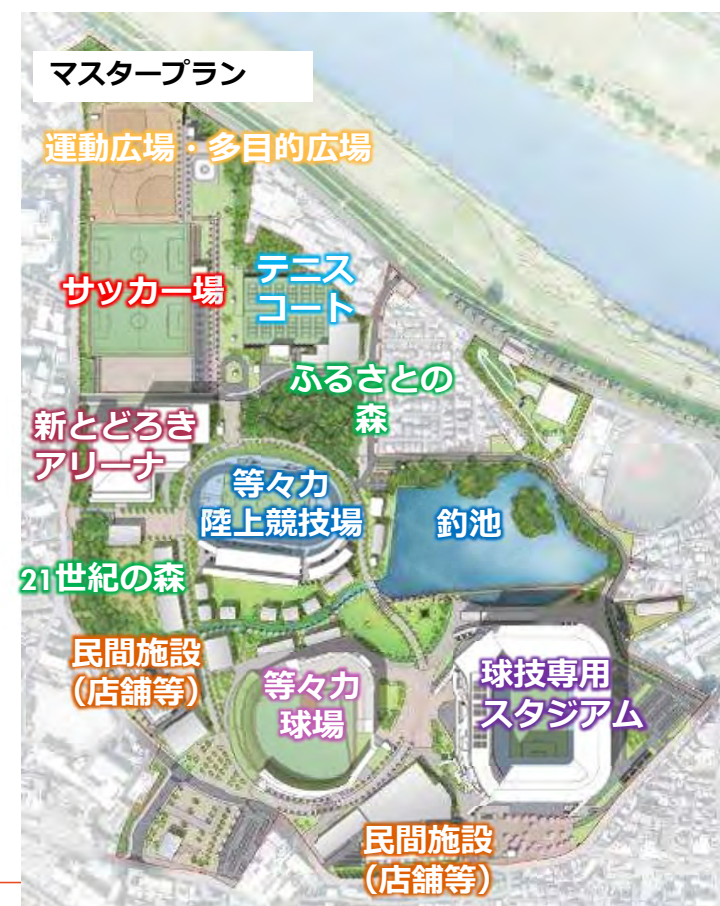 マスタープラン
運動広場・多目的広場
サッカー場
テニス
コート
ふるさとの
森
新とどろき
アリーナ
等々力
陸上競技場
釣池
21世紀の森
民間施設
（店舗等）
等々力
球場
球技専用
スタジアム
民間施設
（店舗等）